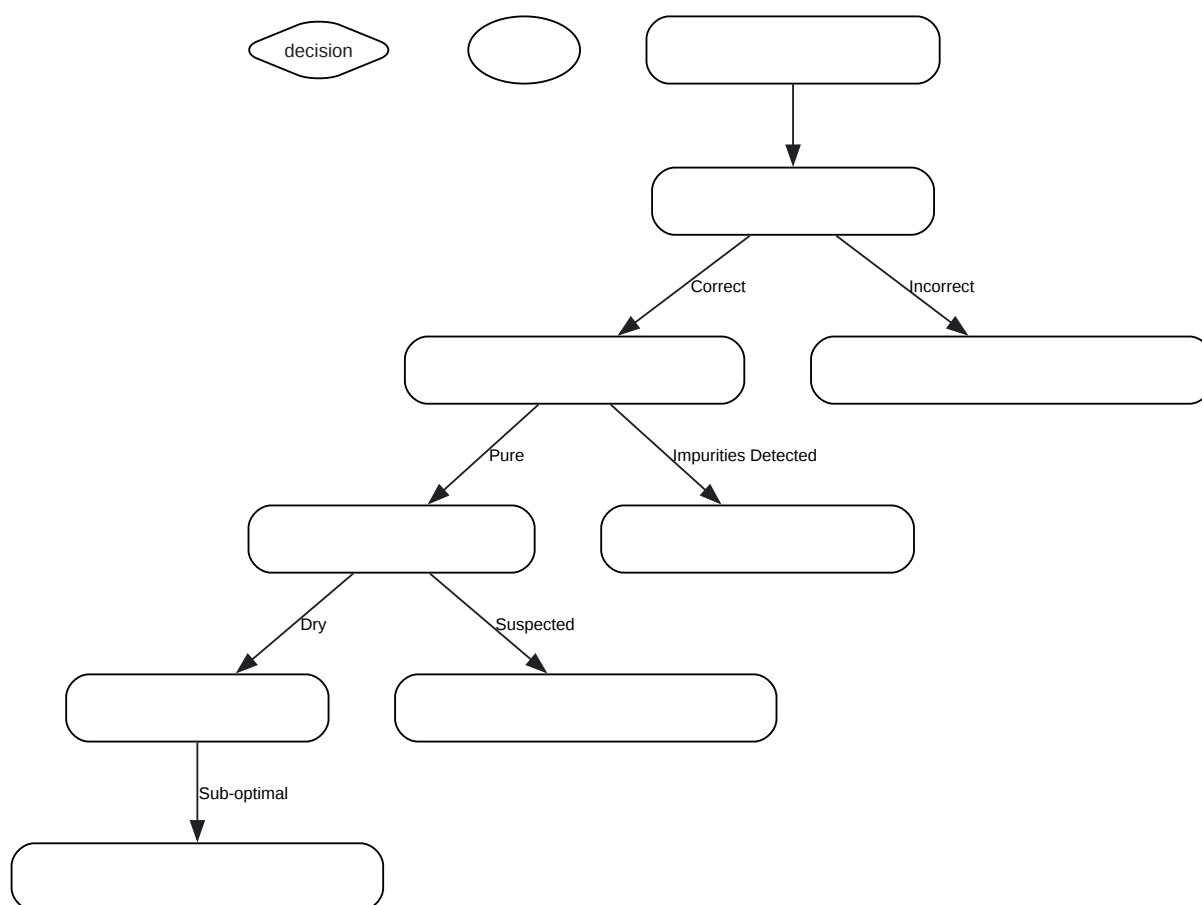 decision
Correct
Incorrect
Pure
Impurities Detected
Dry
Suspected
Sub-optimal